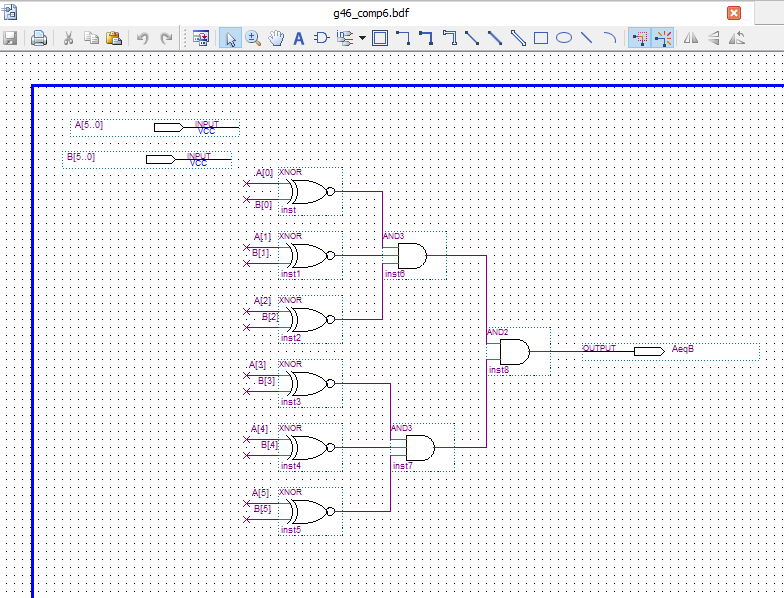 g46_comp6.bdf
A
A[5..0]
INPUT
VCC
B[5..0]
INPUT
VCC
A[0]
XNOR
B[0]
inst
A[1]
XNOR
AND3
B[1]
inst1
inst6
A[2]
XNOR
B[2]
inst2
AND2
OUTPUT
AeqB
A[3]
XNOR
inst8
B[3]
inst3
A[4]
XNOR
AND3
B[4]
inst4
inst7
A[5]
XNOR
B[5]
inst5